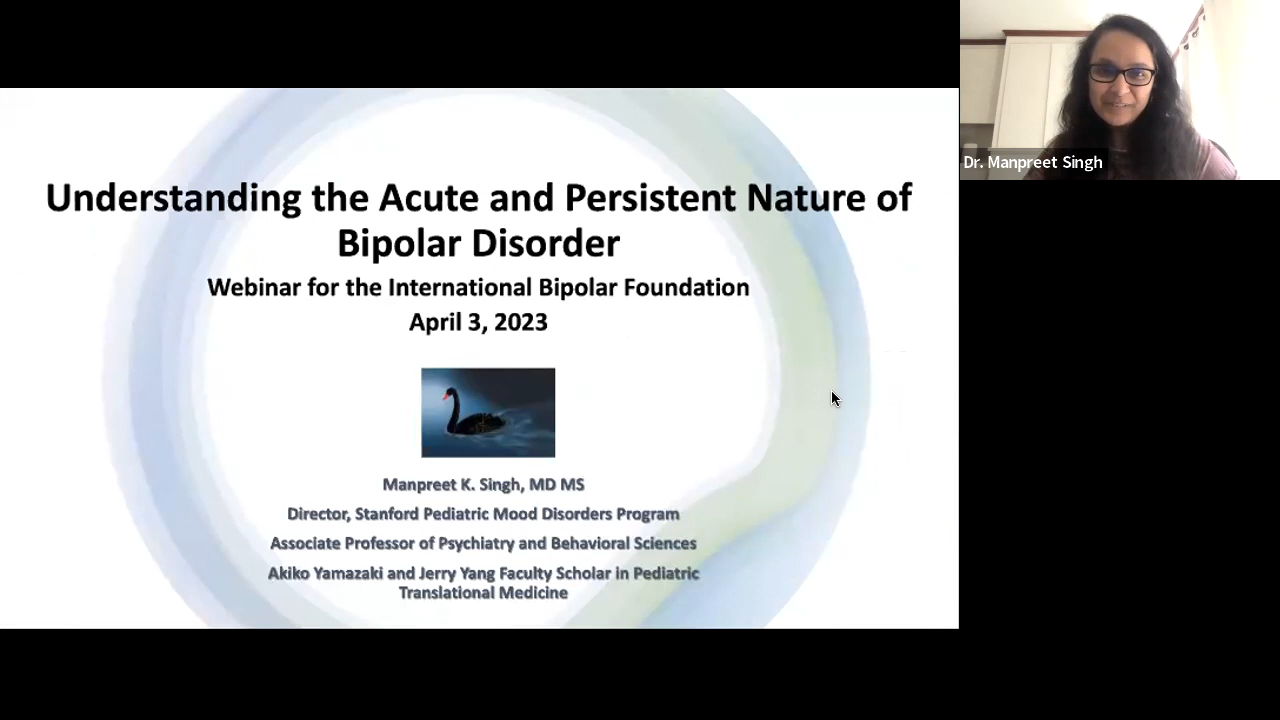 Understanding the Acute and Persistent Nature of
Bipolar Disorder
Webinar for the International Bipolar Foundation
April 3, 2023
Manpreet K. Singh, MD MS
Director, Stanford Pediatric Mood Disorders Program
Associate Professor of Psychiatry and Behavioral Sciences
Akiko Yamazaki and Jerry Yang Faculty Scholar in Pediatric
Translational Medicine
Dr. Manpreet Singh